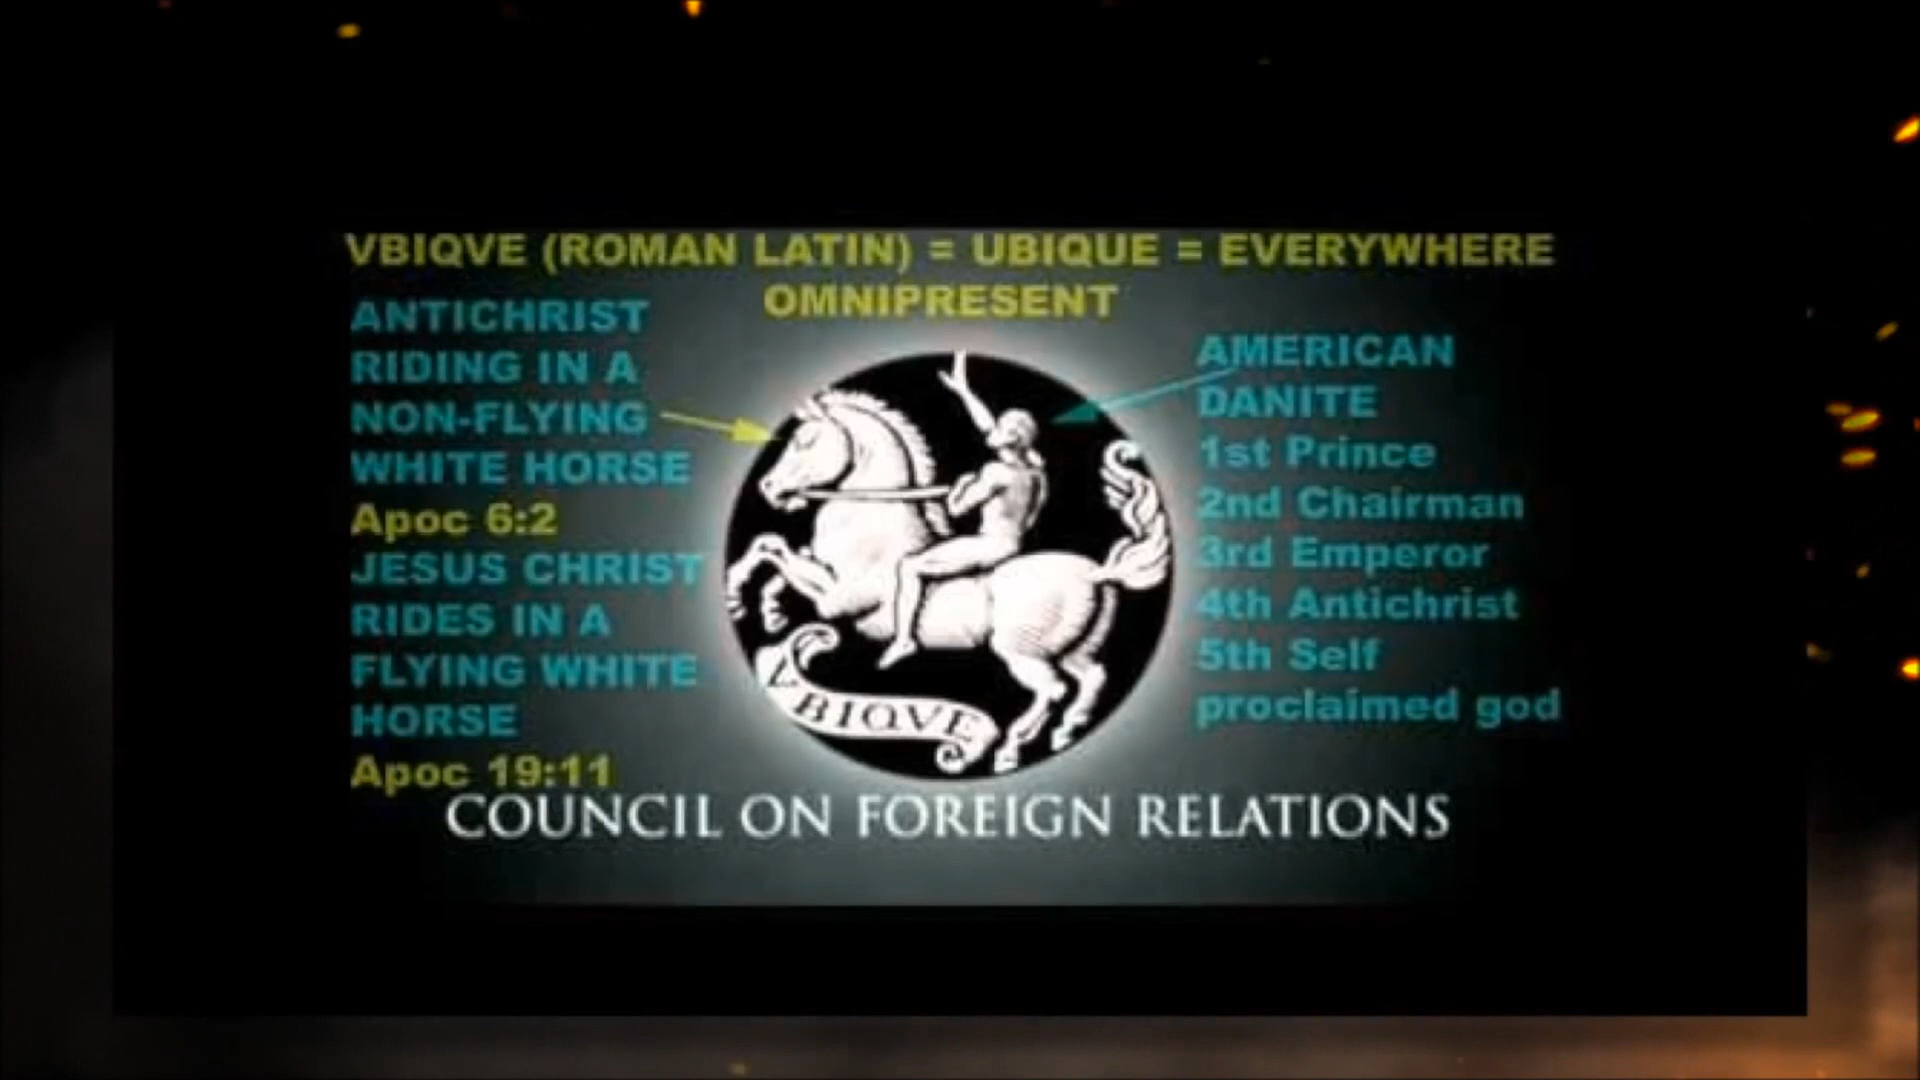 VBIQVE (ROMAN LATIN) = UBIQUE = EVERYWHERE
OMNIPRESENT
ANTICHRIST
RIDING IN A
NON-FLYING
WHITE HORSE
Apoc 6:2
JESUS CHRIST
RIDES IN A
FLYING WHITE
HORSE
Apoc 19:11
AMERICAN
DANITE
1st Prince
2nd Chairman
3rd Emperor
4th Antichrist
5th Self
proclaimed god
VBIQVE
COUNCIL ON FOREIGN RELATIONS